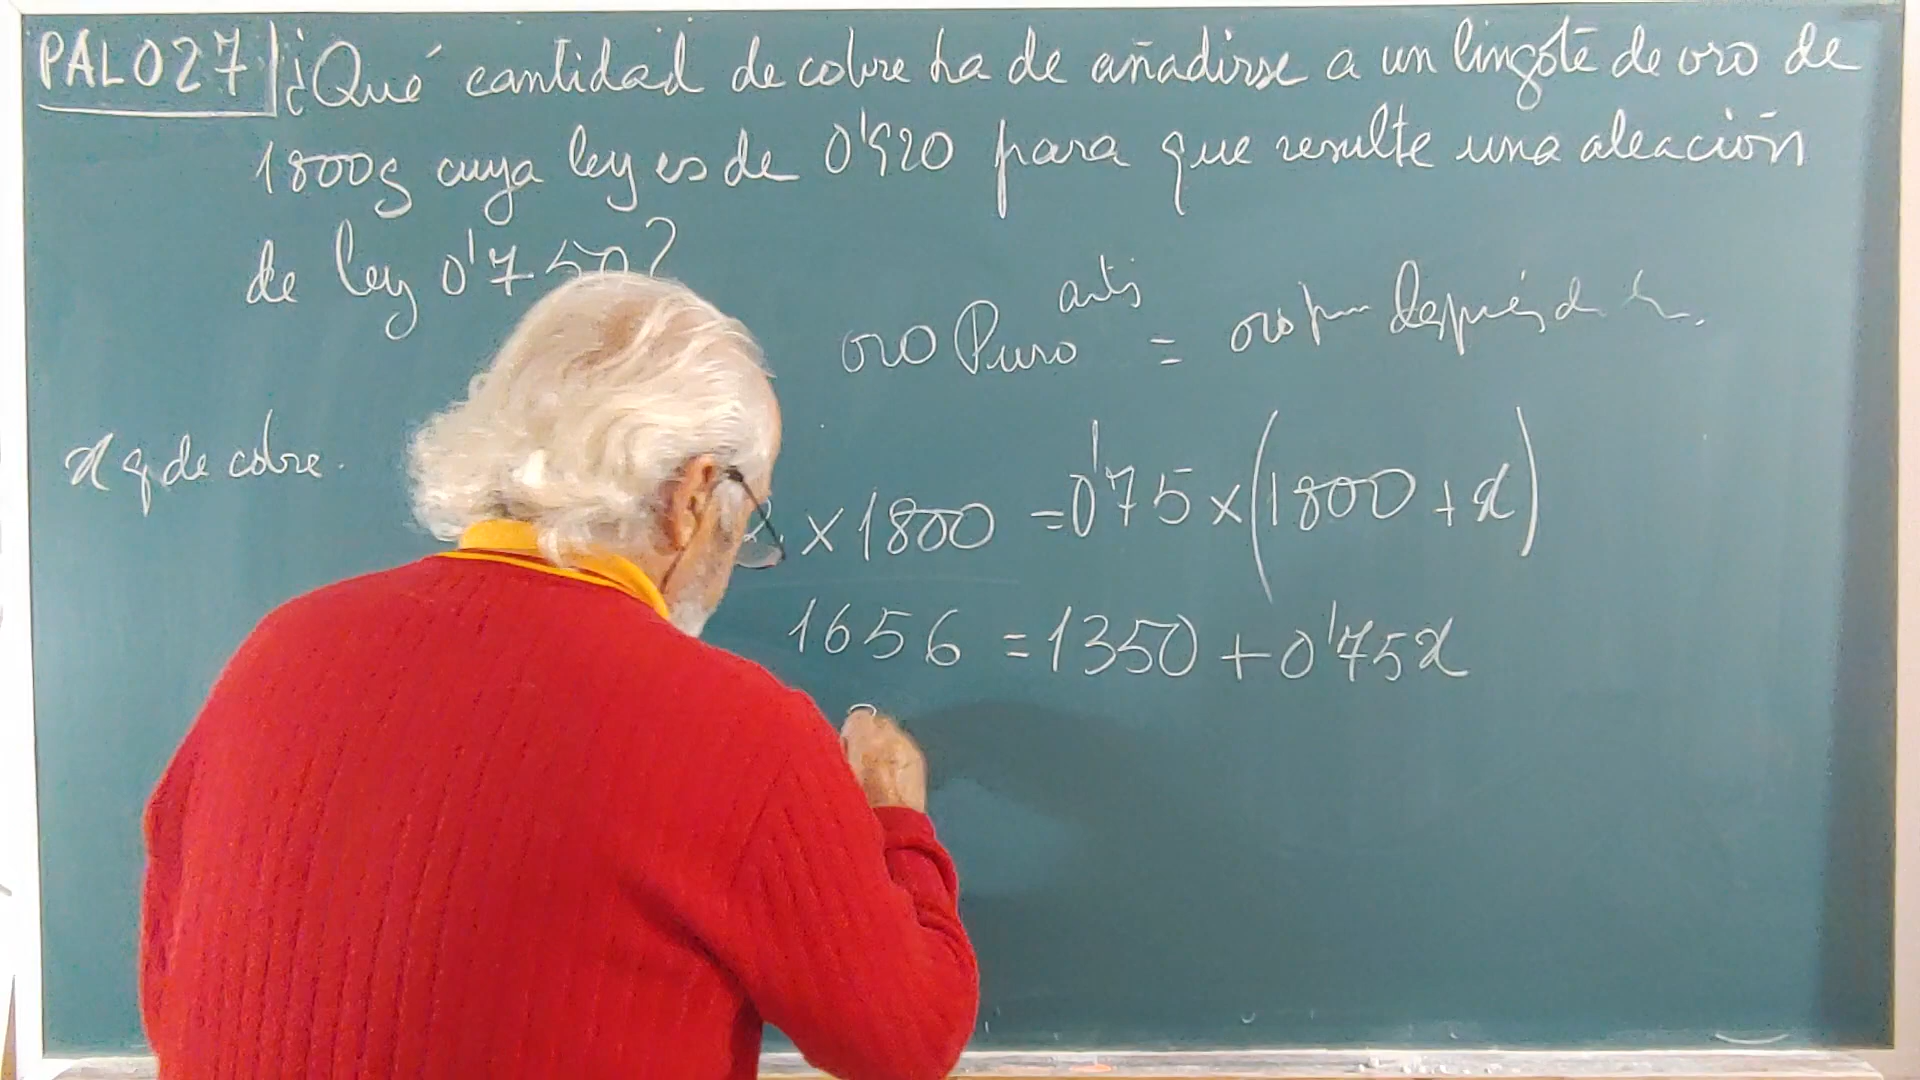 PAL027 ¿Qué cantidad de cobre ha de añadirse a un lingote de oro de
1800g cuya ley es de 0'920 para que resulte una aleación
de ley 0'750?
oro Puro antes = oro puro después de
x g de cobre.
x 1800 = 0'75 x (1800 + x)
1656 = 1350 + 0'75x